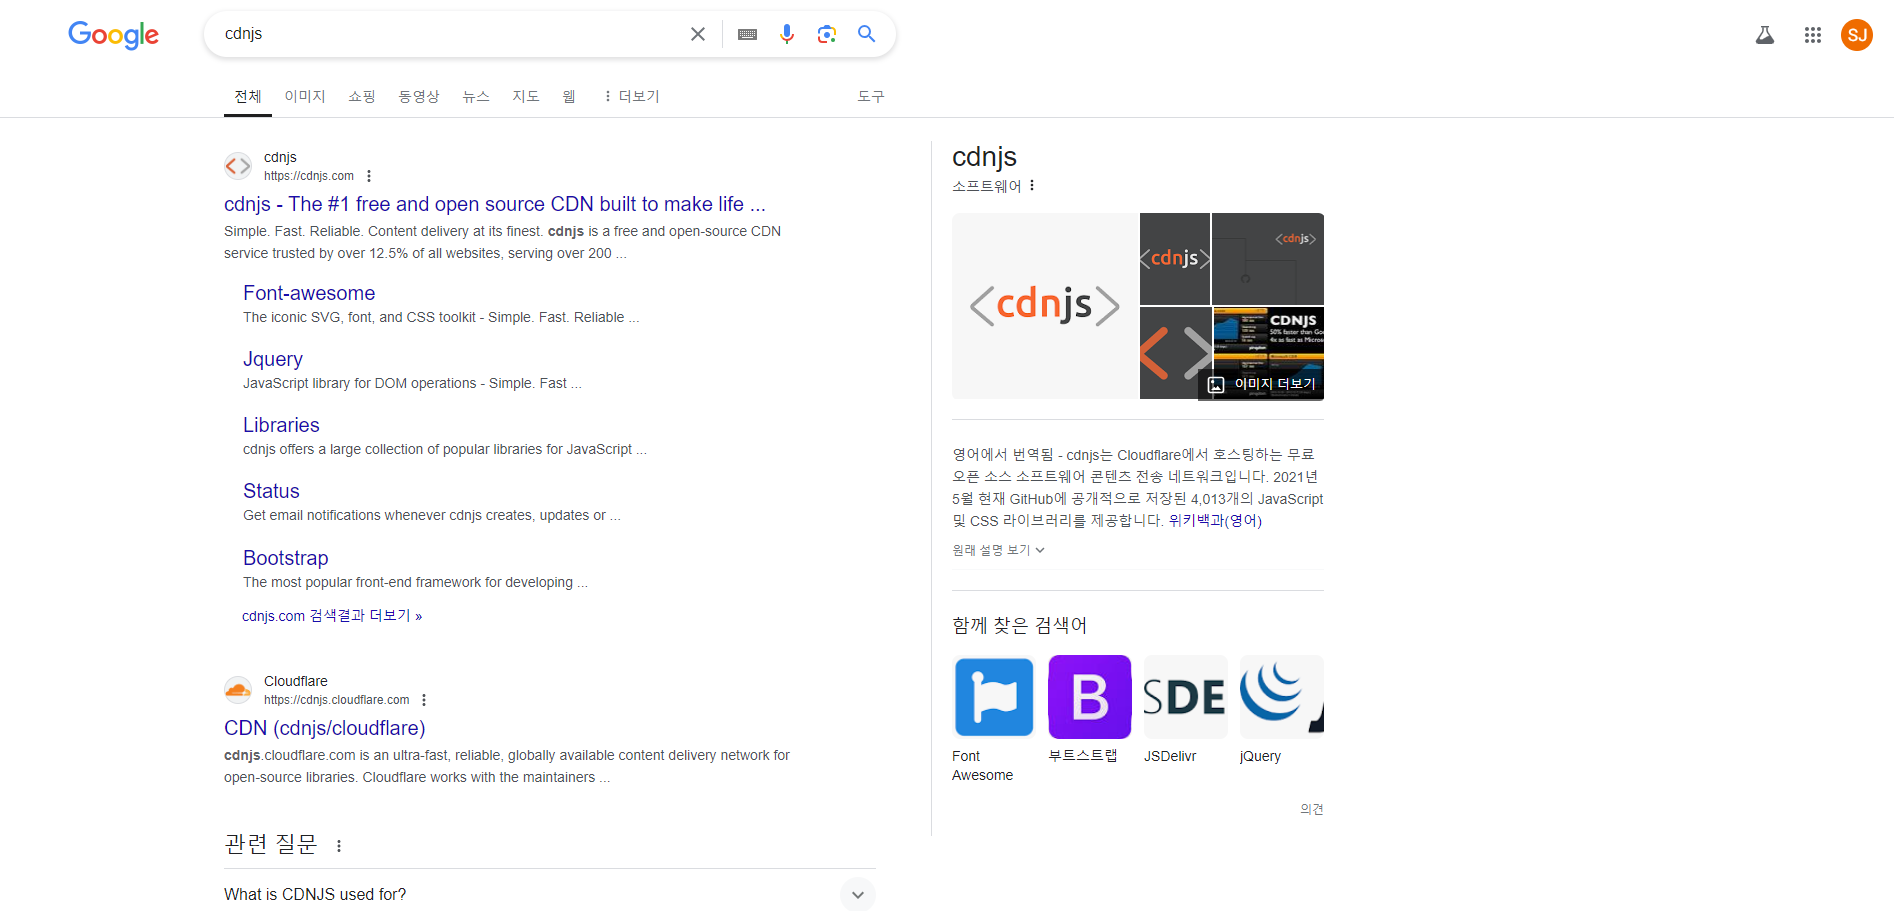 Google
cdnjs
SJ
전체 이미지 쇼핑 동영상 뉴스 지도 웹 더보기 도구
cdnjs
https://cdnjs.com
cdnjs - The #1 free and open source CDN built to make life ...
Simple. Fast. Reliable. Content delivery at its finest. cdnjs is a free and open-source CDN
service trusted by over 12.5% of all websites, serving over 200 ...
Font-awesome
The iconic SVG, font, and CSS toolkit - Simple. Fast. Reliable ...
Jquery
JavaScript library for DOM operations - Simple. Fast ...
Libraries
cdnjs offers a large collection of popular libraries for JavaScript ...
Status
Get email notifications whenever cdnjs creates, updates or ...
Bootstrap
The most popular front-end framework for developing ...
cdnjs.com 검색결과 더보기 »
Cloudflare
https://cdnjs.cloudflare.com
CDN (cdnjs/cloudflare)
cdnjs.cloudflare.com is an ultra-fast, reliable, globally available content delivery network for
open-source libraries. Cloudflare works with the maintainers ...
관련 질문
What is CDNJS used for?
cdnjs
소프트웨어
<cdnjs>
<cdnjs>
<cdnjs>
CDNJS
50% faster than Go
4x as fast as Micros
이미지 더보기
영어에서 번역됨 - cdnjs는 Cloudflare에서 호스팅하는 무료
오픈 소스 소프트웨어 콘텐츠 전송 네트워크입니다. 2021년
5월 현재 GitHub에 공개적으로 저장된 4,013개의 JavaScript
및 CSS 라이브러리를 제공합니다. 위키백과(영어)
원래 설명 보기
함께 찾은 검색어
B
SDE
Font
Awesome
부트스트랩
JSDelivr
jQuery
의견